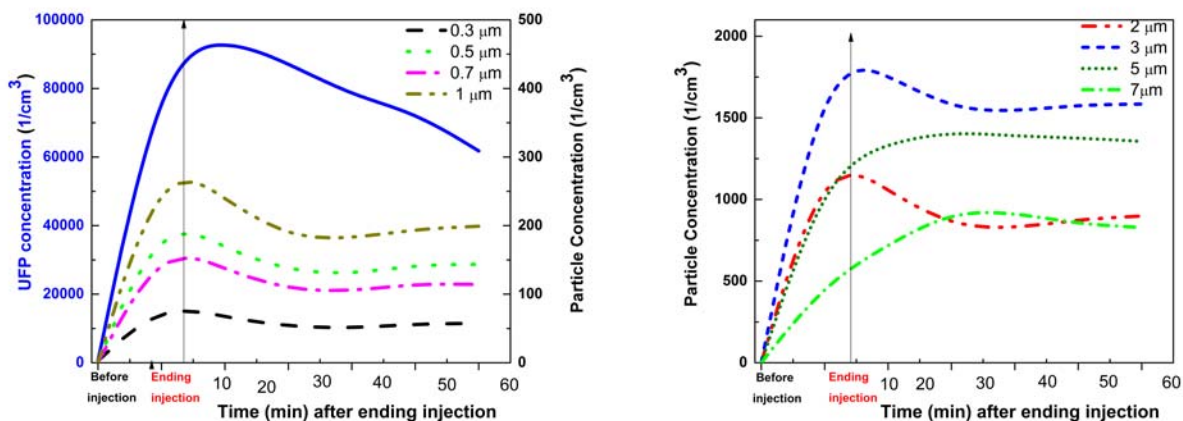 100000
80000
60000
40000
20000
0
UFP concentration (1/cm³)
500
400
300
200
100
0
Particle Concentration (1/cm³)
0.3 μm
0.5 μm
0.7 μm
1 μm
Before
injection
Ending
injection
10 20 30 40 50 60
Time (min) after ending injection
2000
1750
1500
1250
1000
500
0
Particle Concentration (1/cm³)
2 μm
3 μm
5 μm
7μm
Before
injection
Ending
injection
10 20 30 40 50 60
Time (min) after ending injection